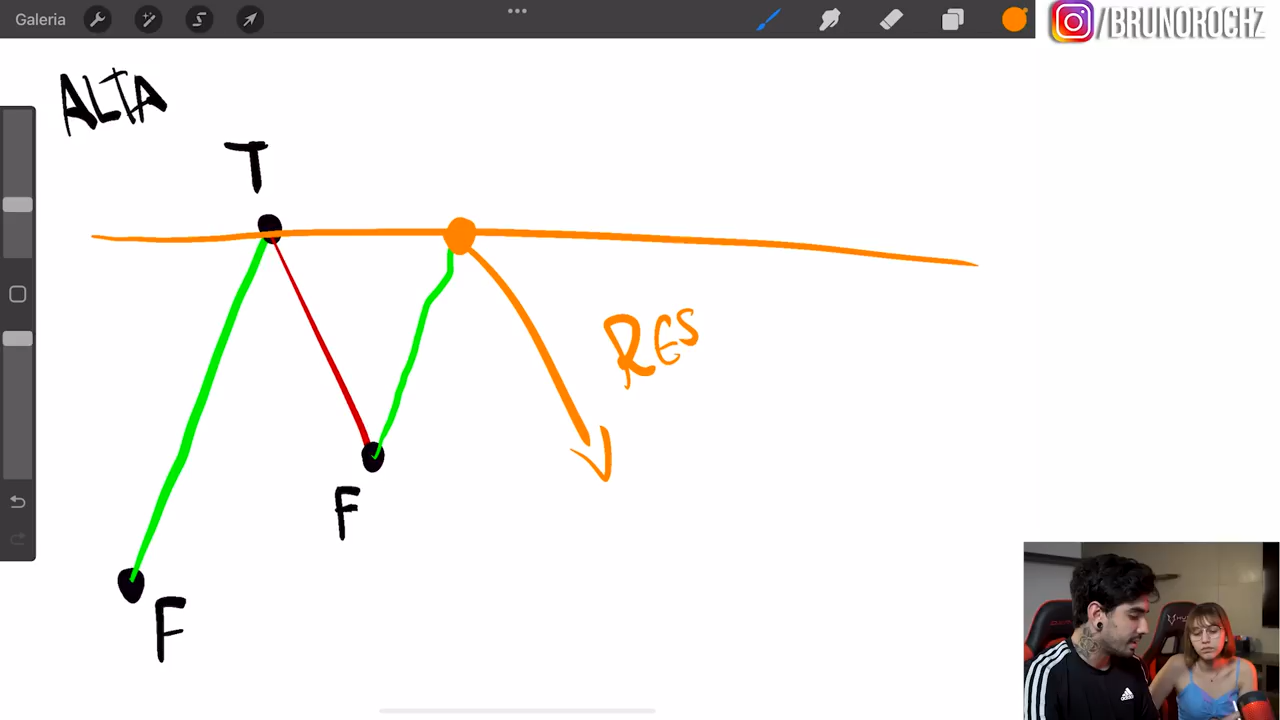 Galeria
/BRUNOROCHZ
ALTA
T
RES
F
F